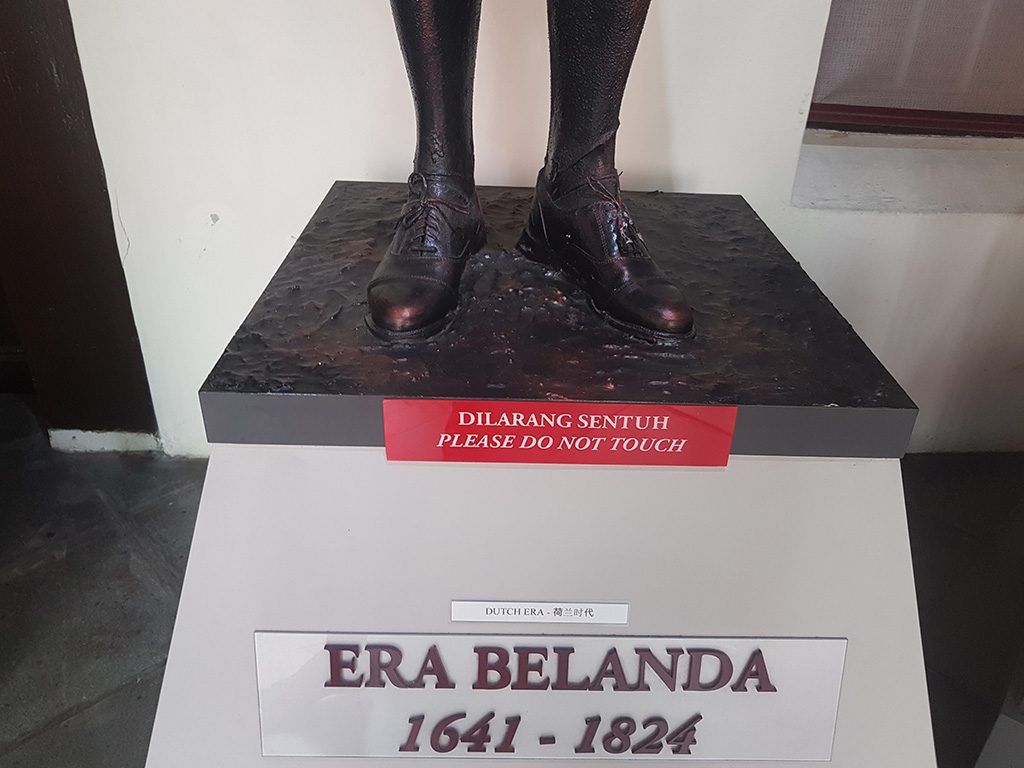 DILARANG SENTUH
PLEASE DO NOT TOUCH
DUTCH ERA - 荷兰时代
ERA BELANDA
1641 - 1824